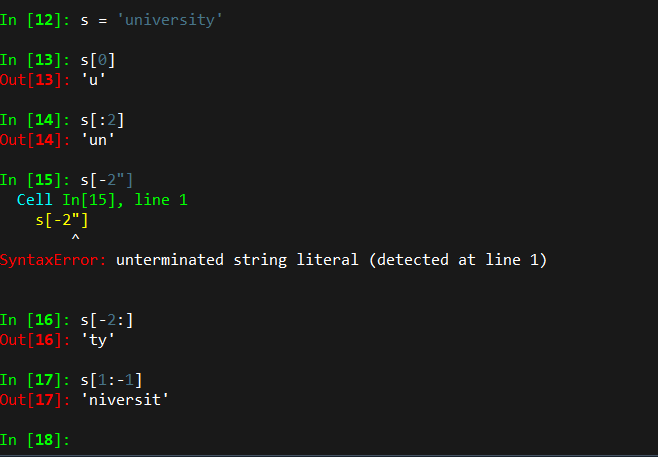 In [12]: s = 'university'
In [13]: s[0]
Out[13]: 'u'
In [14]: s[:2]
Out[14]: 'un'
In [15]: s[-2"]
  Cell In[15], line 1
    s[-2"]
        ^
SyntaxError: unterminated string literal (detected at line 1)
In [16]: s[-2:]
Out[16]: 'ty'
In [17]: s[1:-1]
Out[17]: 'niversit'
In [18]: